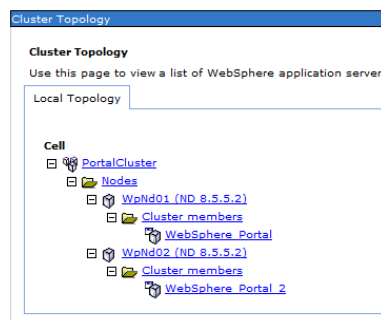 Cluster Topology
Cluster Topology
Use this page to view a list of WebSphere application server
Local Topology
Cell
PortalCluster
Nodes
WpNd01 (ND 8.5.5.2)
Cluster members
WebSphere_Portal
WpNd02 (ND 8.5.5.2)
Cluster members
WebSphere_Portal_2